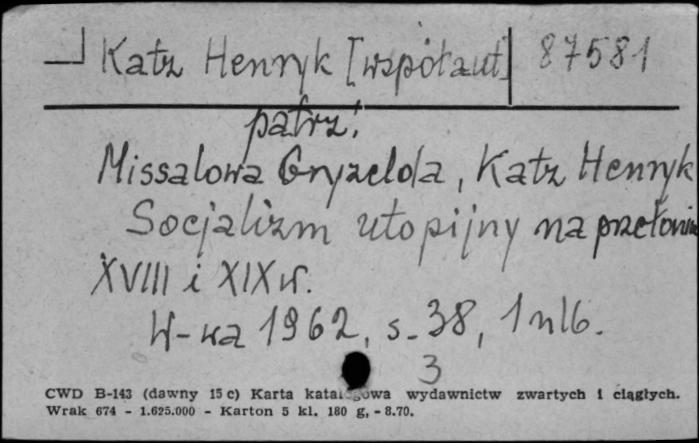 Katz Henryk [współaut] 87581
patrz:
Missalowa Gryzelda, Katz Henryk
Socjalizm utopijny na przełomie
XVIII i XIX w.
W-wa 1962, s. 38, 1 nlb.
3
CWD B-143 (dawny 15 c) Karta katalogowa wydawnictw zwartych i ciągłych.
Wrak 674 - 1.625.000 - Karton 5 kl. 180 g, - 8.70.